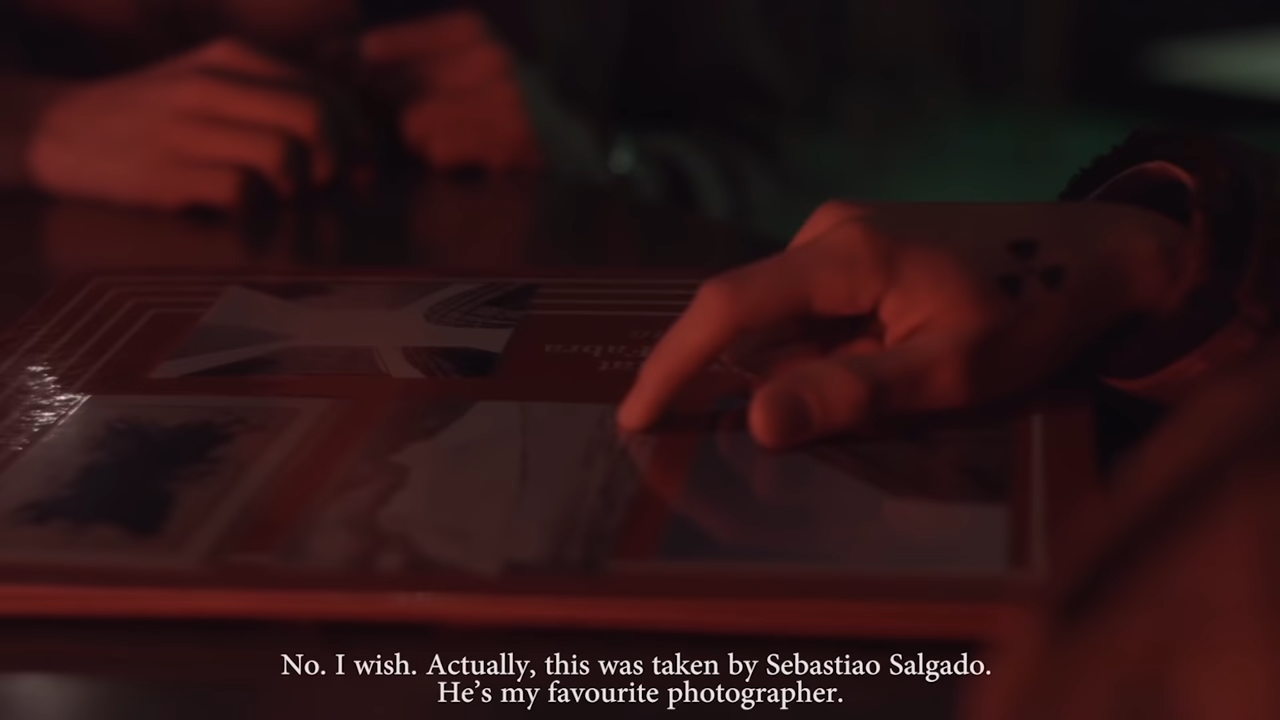 No. I wish. Actually, this was taken by Sebastiao Salgado.
He's my favourite photographer.